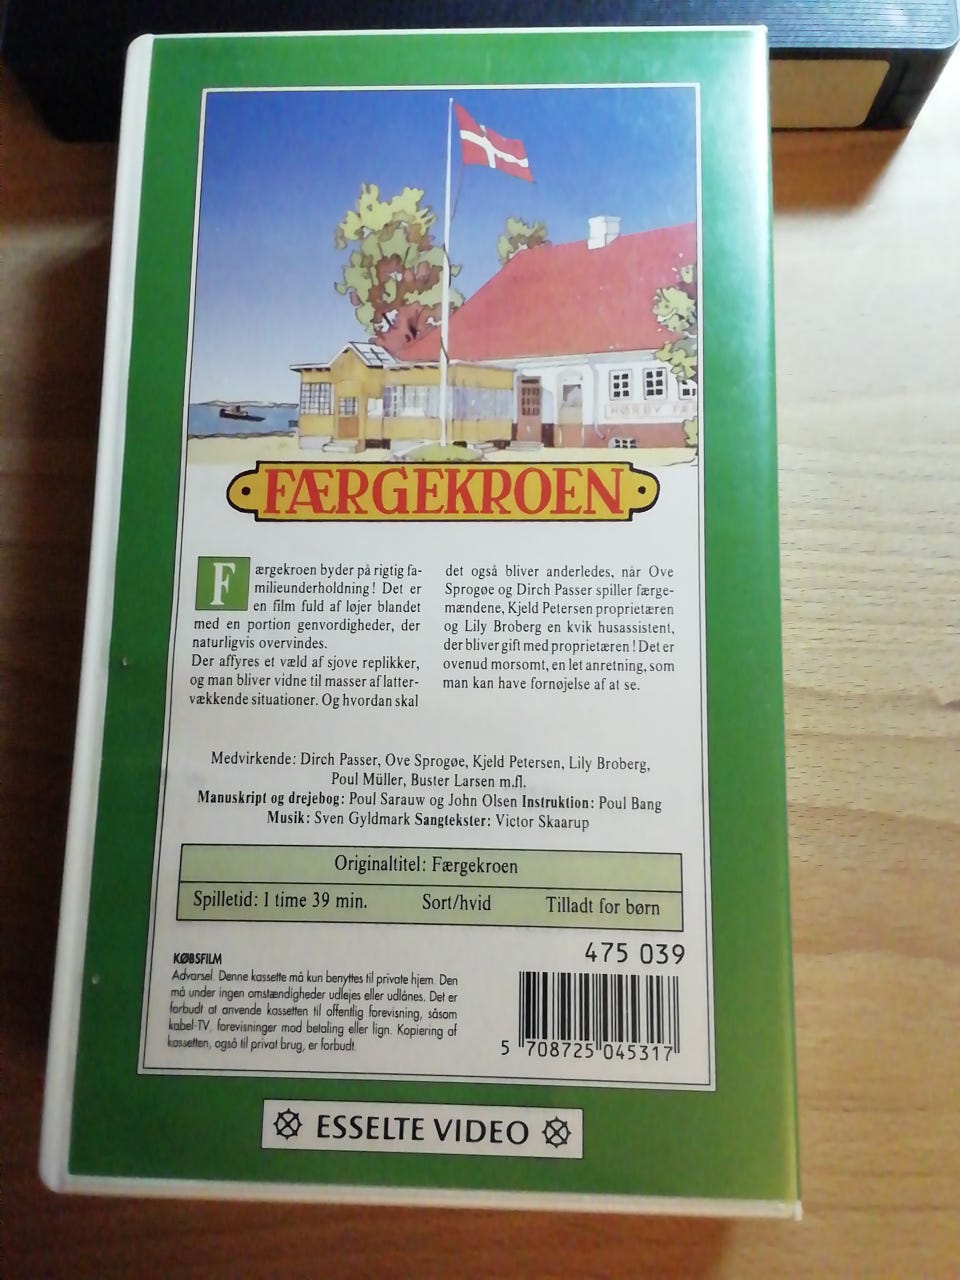 HØRBY FÆ
FÆRGEKROEN
Færgekroen byder på rigtig fa-
milieunderholdning! Det er
en film fuld af løjer blandet
med en portion genvordigheder, der
naturligvis overvindes.
Der affyres et væld af sjove replikker,
og man bliver vidne til masser af latter-
vækkende situationer. Og hvordan skal
det også bliver anderledes, når Ove
Sprogøe og Dirch Passer spiller færge-
mændene, Kjeld Petersen proprietæren
og Lily Broberg en kvik husassistent,
der bliver gift med proprietæren! Det er
ovenud morsomt, en let anretning, som
man kan have fornøjelse af at se.
Medvirkende: Dirch Passer, Ove Sprogøe, Kjeld Petersen, Lily Broberg,
Poul Müller, Buster Larsen m.fl.
Manuskript og drejebog: Poul Sarauw og John Olsen Instruktion: Poul Bang
Musik: Sven Gyldmark Sangtekster: Victor Skaarup
Originaltitel: Færgekroen
Spilletid: 1 time 39 min. Sort/hvid Tilladt for børn
475 039
KØBSFILM
Advarsel. Denne kassette må kun benyttes til private hjem. Den
må under ingen omstændigheder udlejes eller udlånes. Det er
forbudt at anvende kassetten til offentlig forevisning, såsom
kabel-TV, forevisninger mod betaling eller lign. Kopiering af
kassetten, også til privat brug, er forbudt.
5 708725 045317
ESSELTE VIDEO